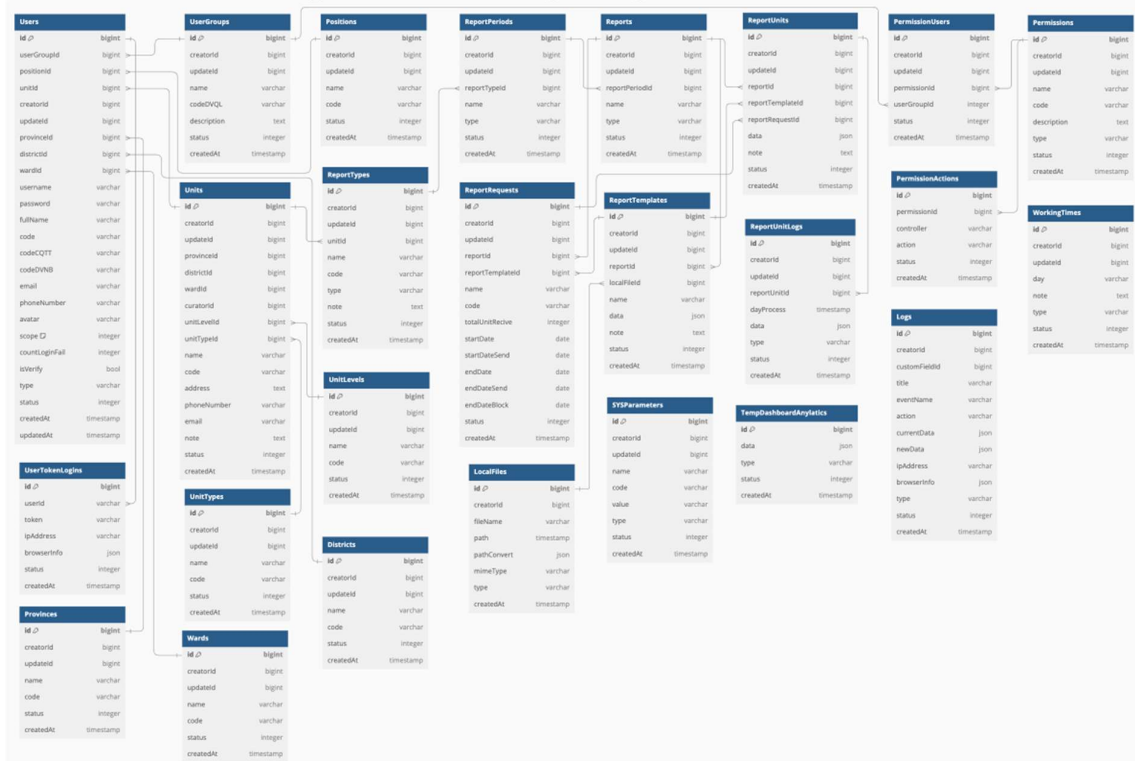 Users
id bigint
userGroupId bigint
positionId bigint
unitId bigint
creatorId bigint
updateId bigint
provinceId bigint
districtId bigint
wardId bigint
username varchar
password varchar
fullName varchar
code varchar
codeCQTT varchar
codeDVNB varchar
email varchar
phoneNumber varchar
avatar varchar
scope integer
countLoginFail integer
isVerify bool
type varchar
status integer
createdAt timestamp
updatedAt timestamp
UserTokenLogins
id bigint
userId varchar
token varchar
ipAddress varchar
browserInfo json
status integer
createdAt timestamp
Provinces
id bigint
creatorId bigint
updateId bigint
name varchar
code varchar
status integer
createdAt timestamp
UserGroups
id bigint
creatorId bigint
updateId bigint
name varchar
codeDVQL varchar
description text
status integer
createdAt timestamp
Units
id bigint
creatorId bigint
updateId bigint
provinceId bigint
districtId bigint
wardId bigint
curatorId bigint
unitLevelId bigint
unitTypeId bigint
name varchar
code varchar
address text
phoneNumber varchar
email varchar
note text
status integer
createdAt timestamp
UnitTypes
id bigint
creatorId bigint
updateId bigint
name varchar
code varchar
status integer
createdAt timestamp
Wards
id bigint
creatorId bigint
updateId bigint
name varchar
code varchar
status integer
createdAt timestamp
Positions
id bigint
creatorId bigint
updateId bigint
name varchar
code varchar
status integer
createdAt timestamp
ReportTypes
id bigint
creatorId bigint
updateId bigint
unitId bigint
name varchar
code varchar
type varchar
note text
status integer
createdAt timestamp
UnitLevels
id bigint
creatorId bigint
updateId bigint
name varchar
code varchar
status integer
createdAt timestamp
Districts
id bigint
creatorId bigint
updateId bigint
name varchar
code varchar
status integer
createdAt timestamp
ReportPeriods
id bigint
creatorId bigint
updateId bigint
reportTypeId bigint
name varchar
type varchar
status integer
createdAt timestamp
ReportRequests
id bigint
creatorId bigint
updateId bigint
reportId bigint
reportTemplateId bigint
name varchar
code varchar
totalUnitRecive integer
startDate date
startDateSend date
endDate date
endDateSend date
endDateBlock date
status integer
createdAt timestamp
LocalFiles
id bigint
creatorId bigint
fileName varchar
path timestamp
pathConvert json
mimeType varchar
type varchar
createdAt timestamp
Reports
id bigint
creatorId bigint
updateId bigint
reportPeriodId bigint
name varchar
type varchar
status integer
createdAt timestamp
ReportTemplates
id bigint
creatorId bigint
updateId bigint
reportId bigint
localFileId bigint
name varchar
data json
note text
status integer
createdAt timestamp
SYSParameters
id bigint
creatorId bigint
updateId bigint
name varchar
code varchar
value varchar
type varchar
status integer
createdAt timestamp
ReportUnits
id bigint
creatorId bigint
updateId bigint
reportId bigint
reportTemplateId bigint
reportRequestId bigint
data json
note text
status integer
createdAt timestamp
ReportUnitLogs
id bigint
creatorId bigint
updateId bigint
reportUnitId bigint
dayProcess timestamp
data json
type varchar
status integer
createdAt timestamp
TempDashboardAnylatics
id bigint
data json
type varchar
status integer
createdAt timestamp
PermissionUsers
id bigint
creatorId bigint
updateId bigint
permissionId bigint
userGroupId integer
status integer
createdAt timestamp
PermissionActions
id bigint
permissionId bigint
controller varchar
action varchar
status integer
createdAt timestamp
Logs
id bigint
creatorId bigint
customFieldId bigint
title varchar
eventName varchar
action varchar
currentData json
newData json
ipAddress varchar
browserInfo json
type varchar
status integer
createdAt timestamp
Permissions
id bigint
creatorId bigint
updateId bigint
name varchar
code varchar
description text
type varchar
status integer
createdAt timestamp
WorkingTimes
id bigint
creatorId bigint
updateId bigint
day varchar
note text
type varchar
status integer
createdAt timestamp